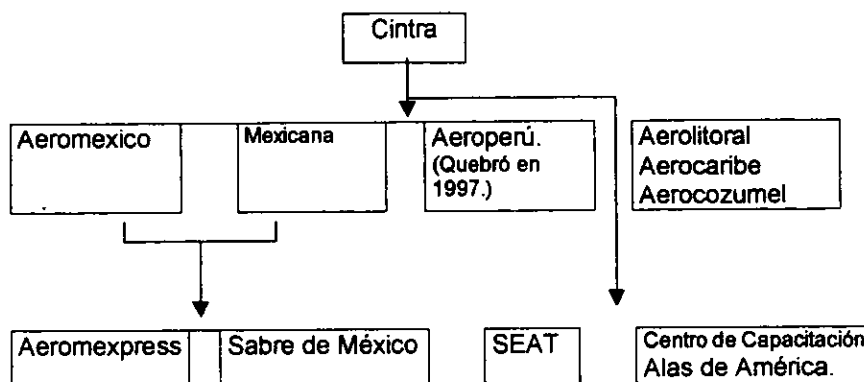 Cintra
Aeromexico
Mexicana
Aeroperú.
(Quebró en
1997.)
Aerolitoral
Aerocaribe
Aerocozumel
Aeromexpress
Sabre de México
SEAT
Centro de Capacitación
Alas de América.